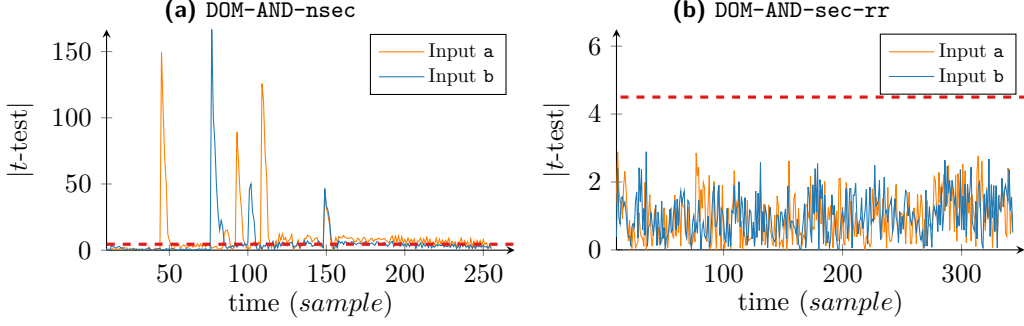 (a) DOM-AND-nsec
|t-test|
150
100
50
0
50
100
150
200
250
time (sample)
Input a
Input b
(b) DOM-AND-sec-rr
|t-test|
6
4
2
0
100
200
300
time (sample)
Input a
Input b